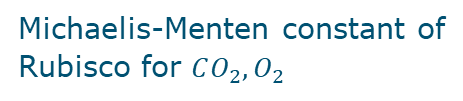 Michaelis-Menten constant of
Rubisco for CO₂, O₂